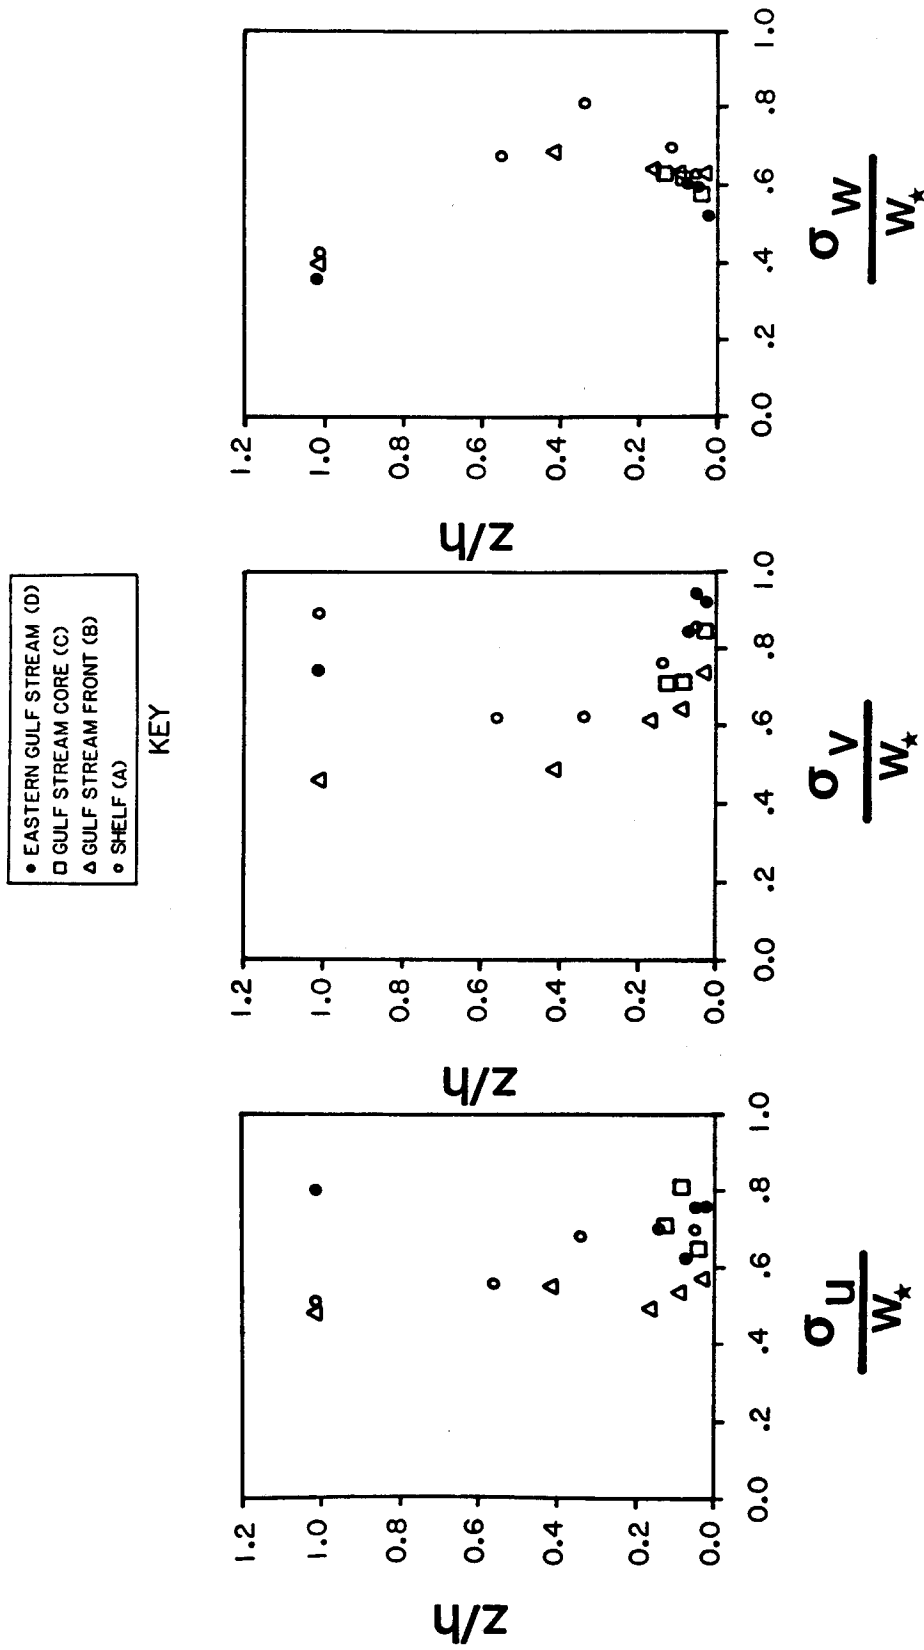 • EASTERN GULF STREAM (D)
□ GULF STREAM CORE (C)
△ GULF STREAM FRONT (B)
○ SHELF (A)
KEY
z/h
1.2
1.0
0.8
0.6
0.4
0.2
0.0
0.0 .2 .4 .6 .8 1.0
σu
w★
z/h
1.2
1.0
0.8
0.6
0.4
0.2
0.0
0.0 .2 .4 .6 .8 1.0
σv
w★
z/h
1.2
1.0
0.8
0.6
0.4
0.2
0.0
0.0 .2 .4 .6 .8 1.0
σw
w★